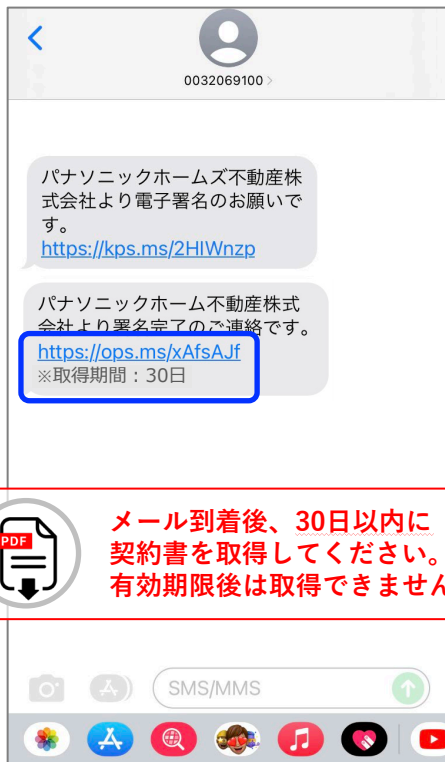 0032069100
パナソニックホームズ不動産株
式会社より電子署名のお願いで
す。
https://kps.ms/2HIWnzp
パナソニックホーム不動産株式
会社より署名完了のご連絡です。
https://ops.ms/xAfsAJf
※取得期間：30日
PDF
メール到着後、30日以内に
契約書を取得してください。
有効期限後は取得できません
SMS/MMS